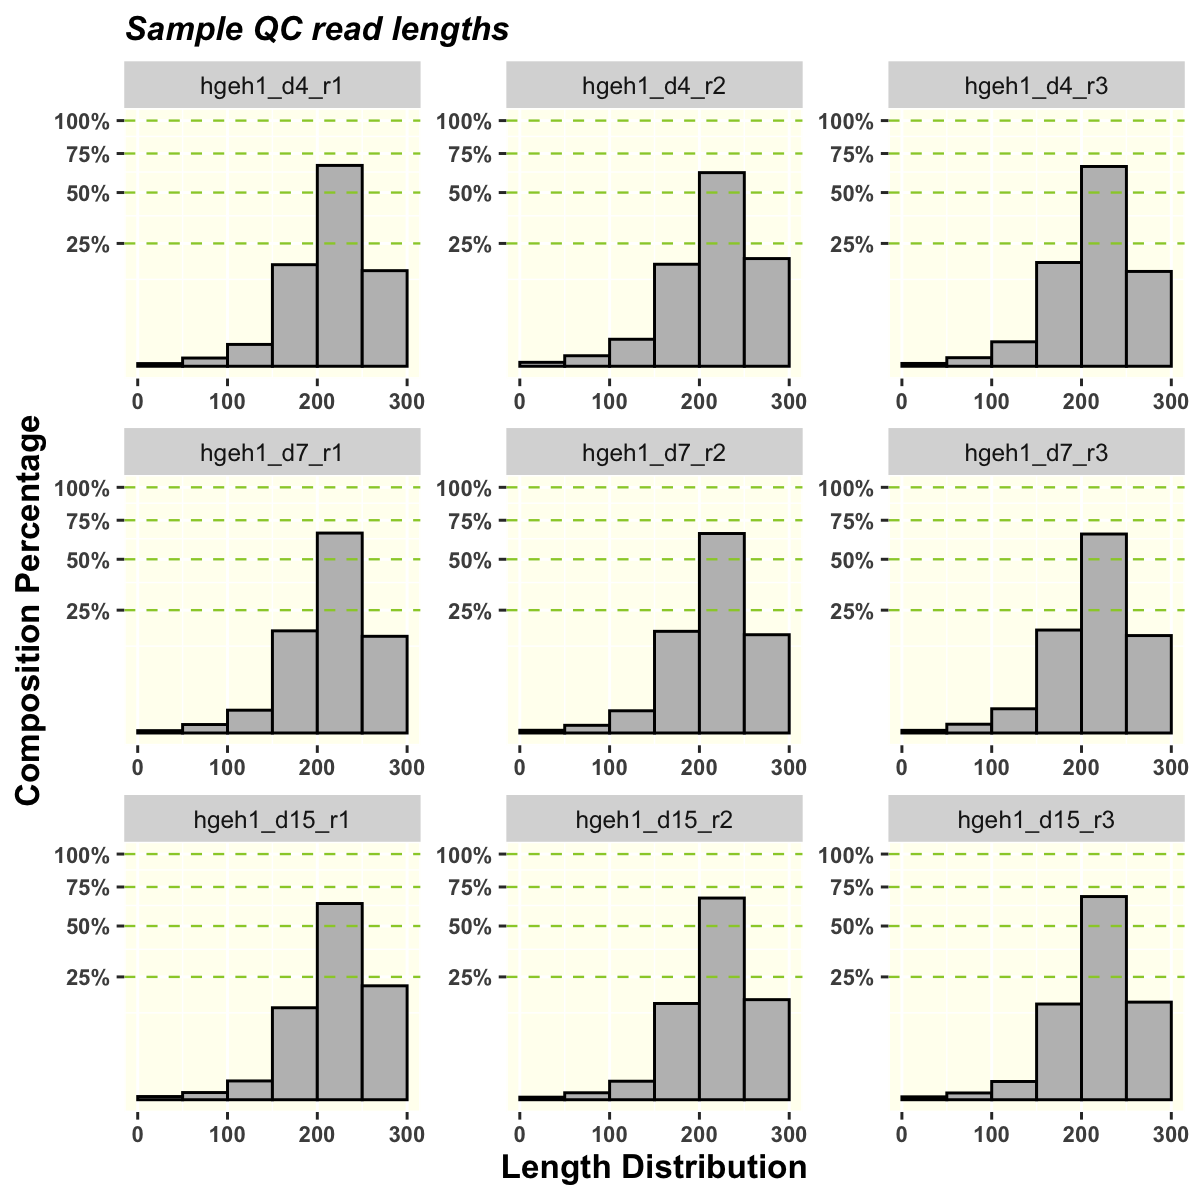 Sample QC read lengths
hgeh1_d4_r1 hgeh1_d4_r2 hgeh1_d4_r3
100% 100% 100%
75% 75% 75%
50% 50% 50%
25% 25% 25%
0 100 200 300 0 100 200 300 0 100 200 300
hgeh1_d7_r1 hgeh1_d7_r2 hgeh1_d7_r3
100% 100% 100%
75% 75% 75%
50% 50% 50%
25% 25% 25%
0 100 200 300 0 100 200 300 0 100 200 300
hgeh1_d15_r1 hgeh1_d15_r2 hgeh1_d15_r3
100% 100% 100%
75% 75% 75%
50% 50% 50%
25% 25% 25%
0 100 200 300 0 100 200 300 0 100 200 300
Length Distribution
Composition Percentage